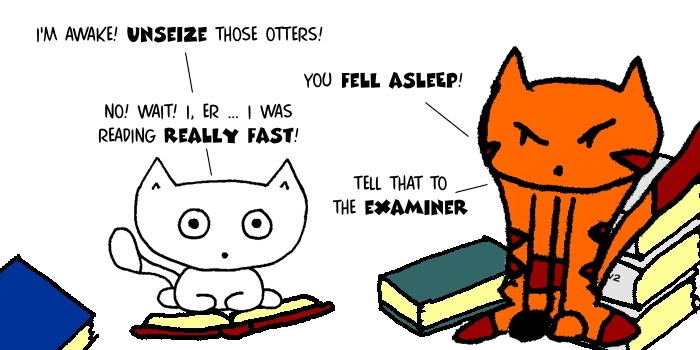 I'M AWAKE! UNSEIZE THOSE OTTERS!
YOU FELL ASLEEP!
NO! WAIT! I, ER ... I WAS
READING REALLY FAST!
TELL THAT TO
THE EXAMINER
V2